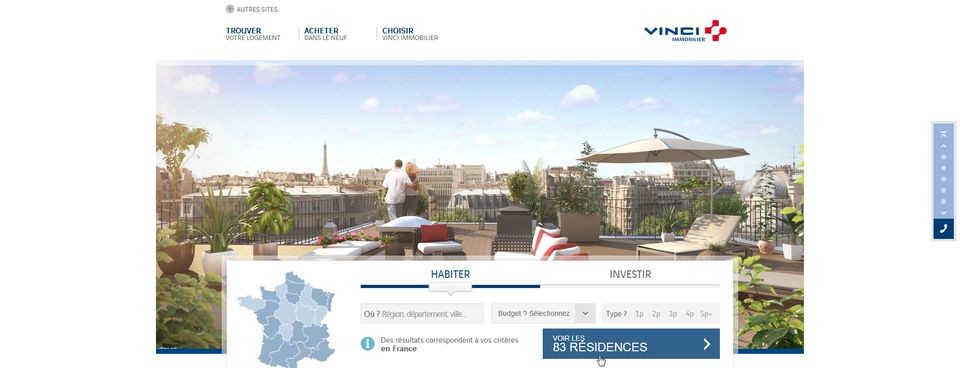 AUTRES SITES
TROUVER
VOTRE LOGEMENT
ACHETER
DANS LE NEUF
CHOISIR
VINCI IMMOBILIER
VINCI
IMMOBILIER
HABITER
INVESTIR
Où ? Région, département, ville...
Budget ? Sélectionnez
Type ? 1p 2p 3p 4p 5p+
Des résultats correspondent à vos critères
en France
VOIR LES
83 RÉSIDENCES